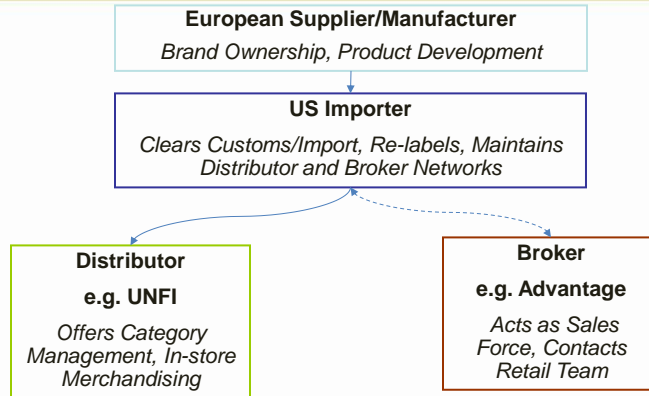 European Supplier/Manufacturer
Brand Ownership, Product Development
US Importer
Clears Customs/Import, Re-labels, Maintains
Distributor and Broker Networks
Distributor
e.g. UNFI
Offers Category
Management, In-store
Merchandising
Broker
e.g. Advantage
Acts as Sales
Force, Contacts
Retail Team